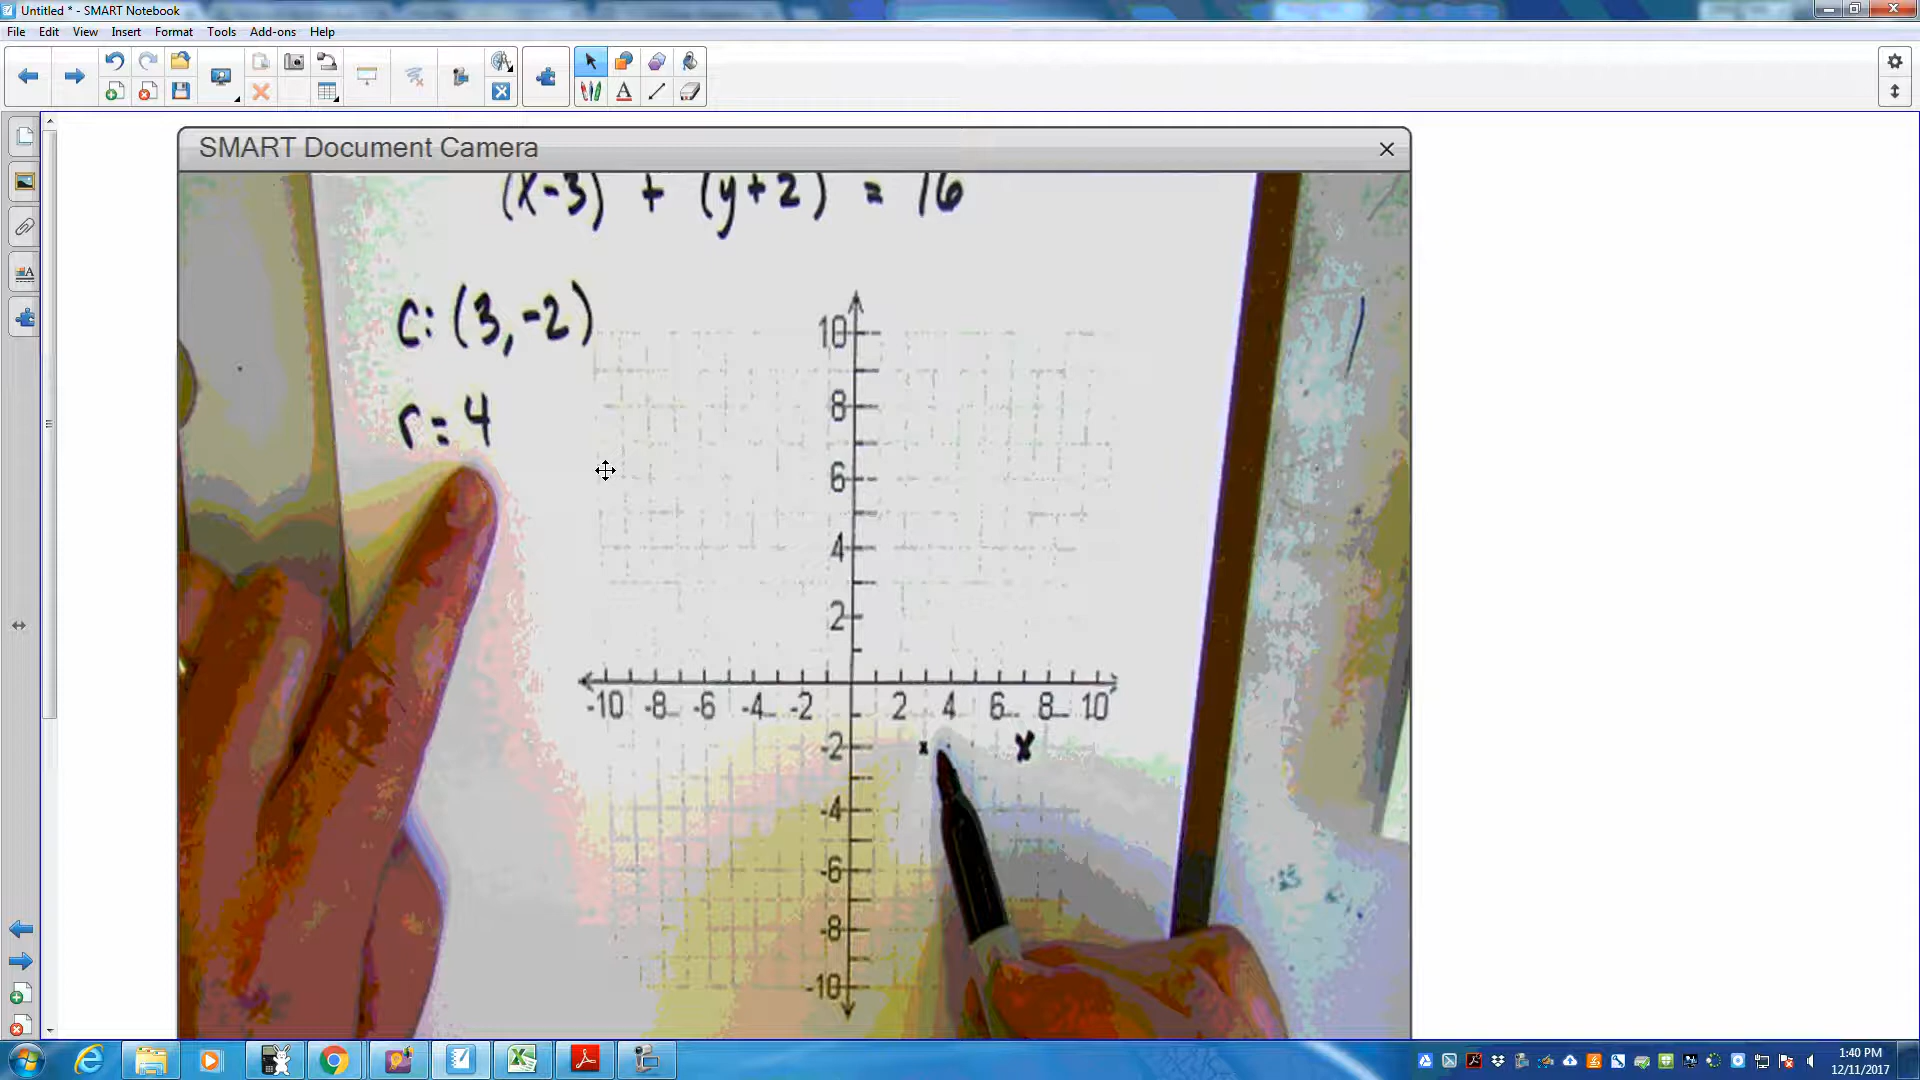 Untitled * - SMART Notebook
File Edit View Insert Format Tools Add-ons Help
SMART Document Camera
(x-3) + (y+2) = 16
C: (3,-2)
r = 4
10
8
6
4
2
-10 -8 -6 -4 -2 2 4 6 8 10
-2 x x
-4
-6
-8
-10
1:40 PM
12/11/2017